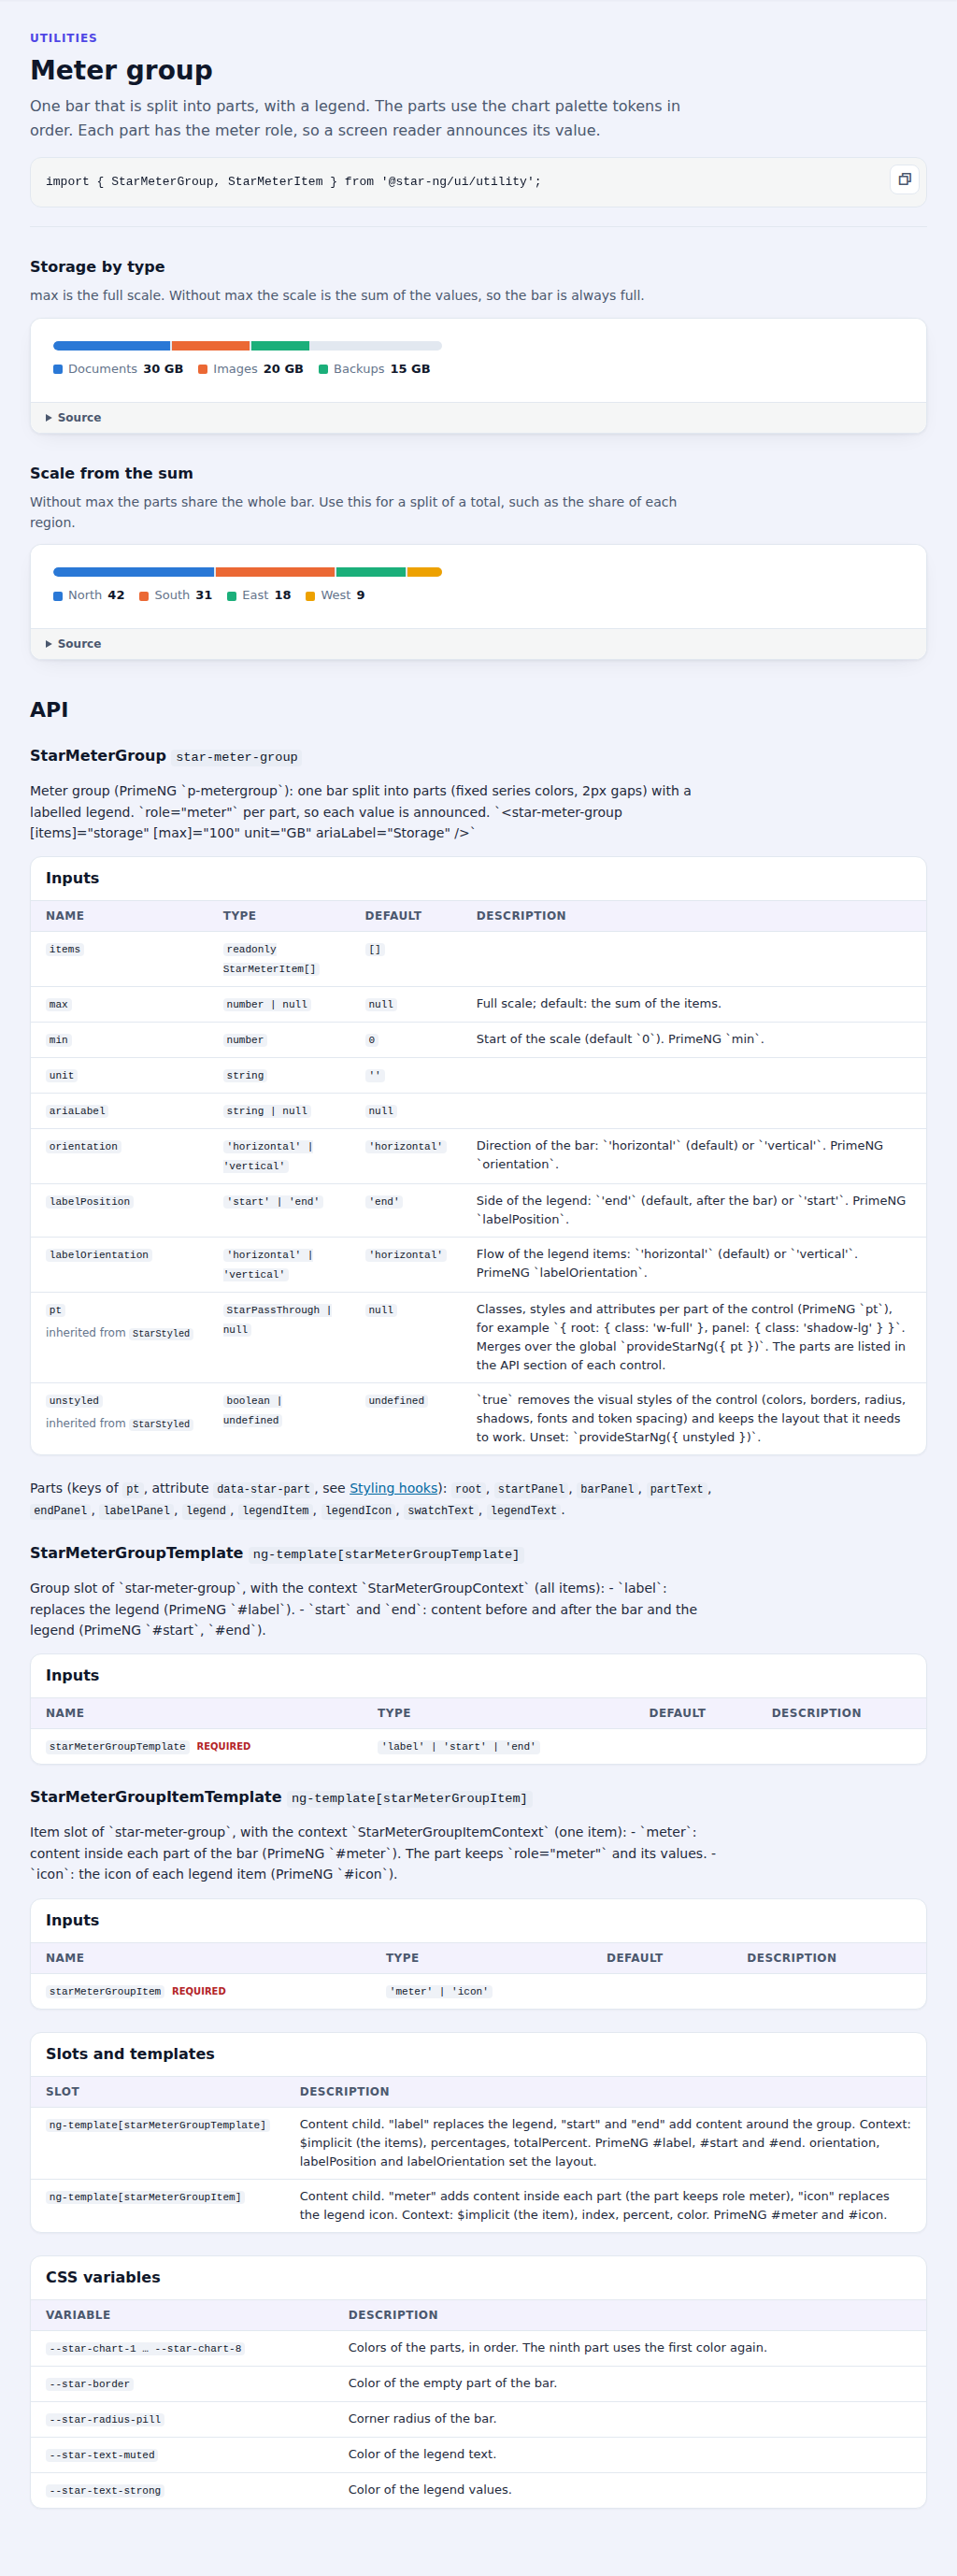 UTILITIES
Meter group
One bar that is split into parts, with a legend. The parts use the chart palette tokens in
order. Each part has the meter role, so a screen reader announces its value.
import { StarMeterGroup, StarMeterItem } from '@star-ng/ui/utility';
Storage by type
max is the full scale. Without max the scale is the sum of the values, so the bar is always full.
Documents 30 GB Images 20 GB Backups 15 GB
Source
Scale from the sum
Without max the parts share the whole bar. Use this for a split of a total, such as the share of each
region.
North 42 South 31 East 18 West 9
Source
API
StarMeterGroup star-meter-group
Meter group (PrimeNG `p-metergroup`): one bar split into parts (fixed series colors, 2px gaps) with a
labelled legend. `role="meter"` per part, so each value is announced. `<star-meter-group
[items]="storage" [max]="100" unit="GB" ariaLabel="Storage" />`
Inputs
NAME TYPE DEFAULT DESCRIPTION
items readonly []
StarMeterItem[]
max number | null null Full scale; default: the sum of the items.
min number 0 Start of the scale (default `0`). PrimeNG `min`.
unit string ''
ariaLabel string | null null
orientation 'horizontal' | 'horizontal' Direction of the bar: `'horizontal'` (default) or `'vertical'`. PrimeNG
'vertical' `orientation`.
labelPosition 'start' | 'end' 'end' Side of the legend: `'end'` (default, after the bar) or `'start'`. PrimeNG
`labelPosition`.
labelOrientation 'horizontal' | 'horizontal' Flow of the legend items: `'horizontal'` (default) or `'vertical'`.
'vertical' PrimeNG `labelOrientation`.
pt StarPassThrough | null Classes, styles and attributes per part of the control (PrimeNG `pt`),
inherited from StarStyled null for example `{ root: { class: 'w-full' }, panel: { class: 'shadow-lg' } }`.
Merges over the global `provideStarNg({ pt })`. The parts are listed in
the API section of each control.
unstyled boolean | undefined `true` removes the visual styles of the control (colors, borders, radius,
inherited from StarStyled undefined shadows, fonts and token spacing) and keeps the layout that it needs
to work. Unset: `provideStarNg({ unstyled })`.
Parts (keys of pt, attribute data-star-part, see Styling hooks): root, startPanel, barPanel, partText,
endPanel, labelPanel, legend, legendItem, legendIcon, swatchText, legendText.
StarMeterGroupTemplate ng-template[starMeterGroupTemplate]
Group slot of `star-meter-group`, with the context `StarMeterGroupContext` (all items): - `label`:
replaces the legend (PrimeNG `#label`). - `start` and `end`: content before and after the bar and the
legend (PrimeNG `#start`, `#end`).
Inputs
NAME TYPE DEFAULT DESCRIPTION
starMeterGroupTemplate REQUIRED 'label' | 'start' | 'end'
StarMeterGroupItemTemplate ng-template[starMeterGroupItem]
Item slot of `star-meter-group`, with the context `StarMeterGroupItemContext` (one item): - `meter`:
content inside each part of the bar (PrimeNG `#meter`). The part keeps `role="meter"` and its values. -
`icon`: the icon of each legend item (PrimeNG `#icon`).
Inputs
NAME TYPE DEFAULT DESCRIPTION
starMeterGroupItem REQUIRED 'meter' | 'icon'
Slots and templates
SLOT DESCRIPTION
ng-template[starMeterGroupTemplate] Content child. "label" replaces the legend, "start" and "end" add content around the group. Context:
$implicit (the items), percentages, totalPercent. PrimeNG #label, #start and #end. orientation,
labelPosition and labelOrientation set the layout.
ng-template[starMeterGroupItem] Content child. "meter" adds content inside each part (the part keeps role meter), "icon" replaces
the legend icon. Context: $implicit (the item), index, percent, color. PrimeNG #meter and #icon.
CSS variables
VARIABLE DESCRIPTION
--star-chart-1 … --star-chart-8 Colors of the parts, in order. The ninth part uses the first color again.
--star-border Color of the empty part of the bar.
--star-radius-pill Corner radius of the bar.
--star-text-muted Color of the legend text.
--star-text-strong Color of the legend values.